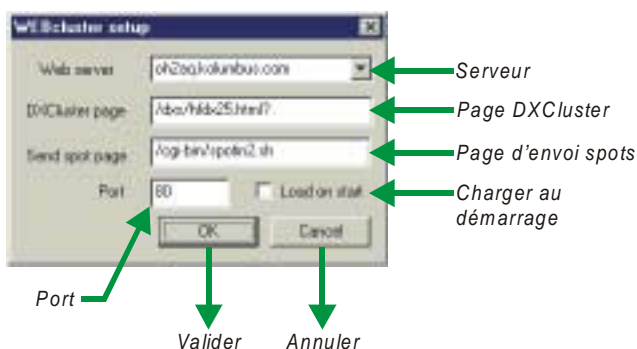 WEBcluster setup
Web server oh2aq.kolumbus.com Serveur
DXCluster page /dxs/hfdx25.html? Page DXCluster
Send spot page /cgi-bin/spotin2.sh Page d'envoi spots
Port 80 Load on start Charger au
démarrage
OK Cancel
Port
Valider Annuler